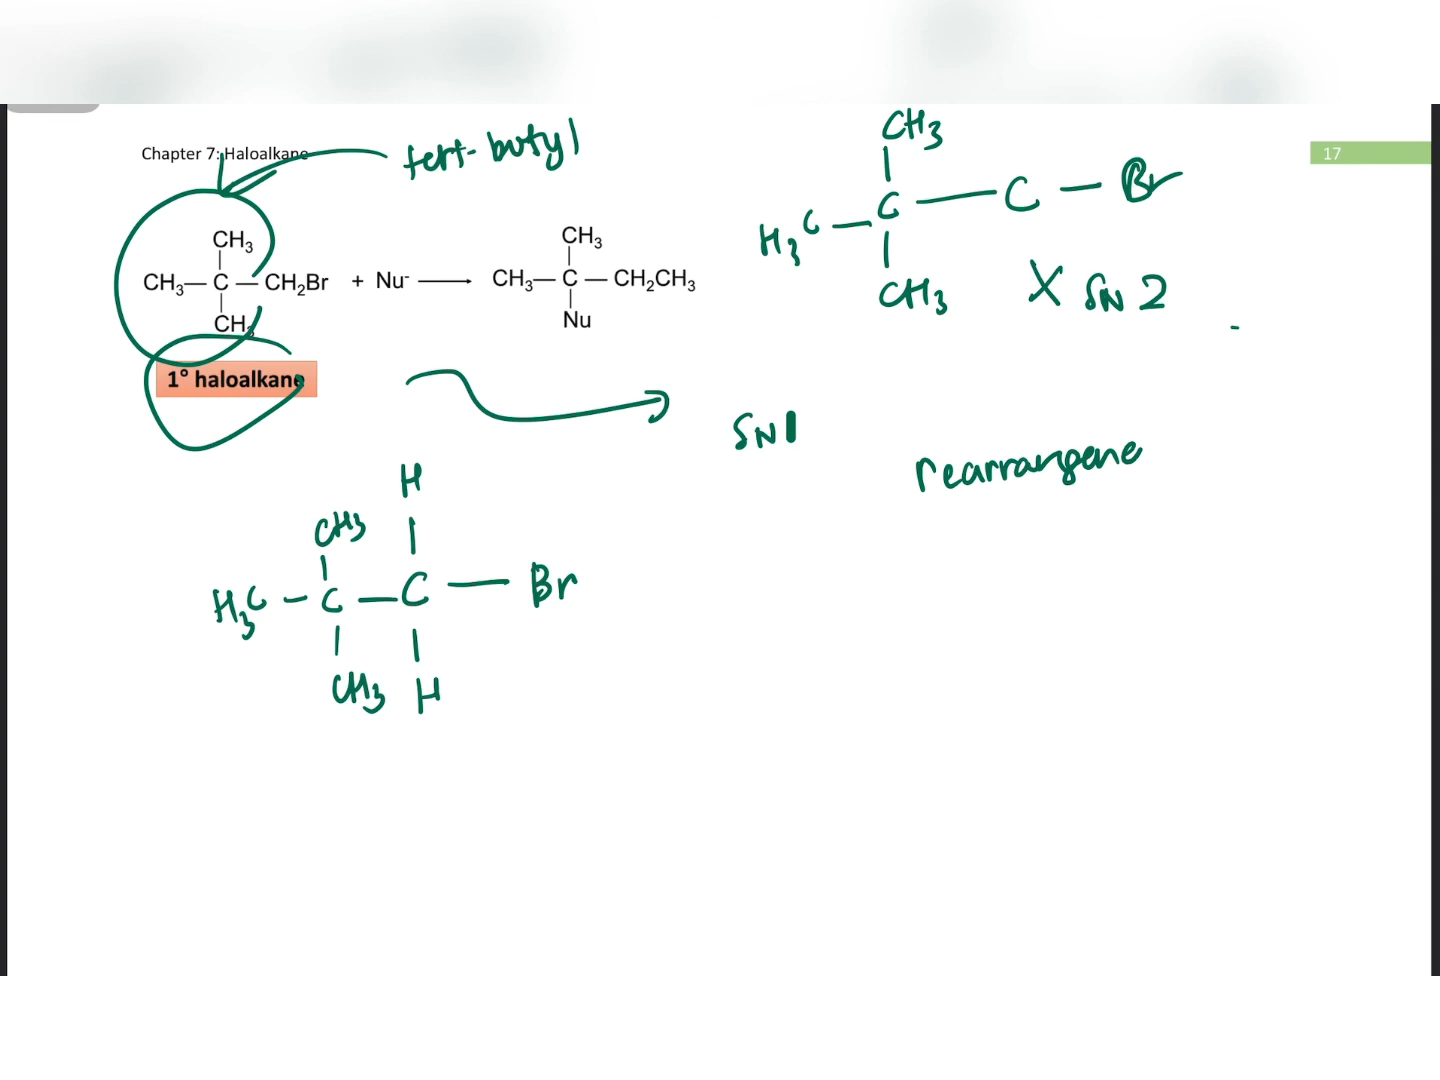 Chapter 7: Haloalkane
tert-butyl
17
CH3
CH3—C—CH2Br + Nu- ⟶ CH3—C—CH2CH3
CH3
CH3
Nu
1° haloalkane
CH3
H3C—C—C—Br
CH3
X SN2
SN1
rearrangene
H
CH3
H3C—C—C—Br
CH3 H